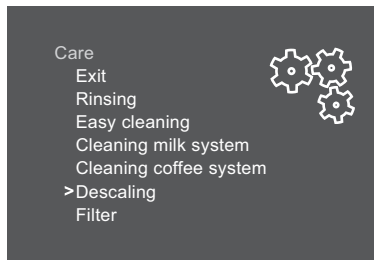 Care
Exit
Rinsing
Easy cleaning
Cleaning milk system
Cleaning coffee system
>Descaling
Filter